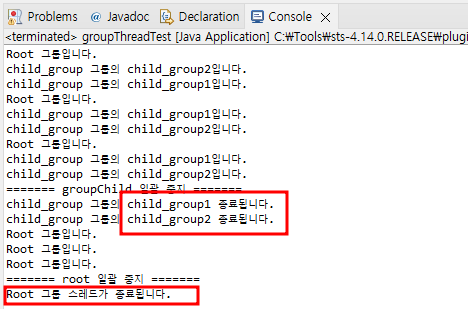 Problems @ Javadoc Declaration Console
<terminated> groupThreadTest [Java Application] C:₩Tools₩sts-4.14.0.RELEASE₩plugi
Root 그룹입니다.
child_group 그룹의 child_group2입니다.
child_group 그룹의 child_group1입니다.
Root 그룹입니다.
child_group 그룹의 child_group1입니다.
child_group 그룹의 child_group2입니다.
Root 그룹입니다.
child_group 그룹의 child_group1입니다.
child_group 그룹의 child_group2입니다.
======= groupChild 일괄 중지 =======
child_group 그룹의 child_group1 종료됩니다.
child_group 그룹의 child_group2 종료됩니다.
Root 그룹입니다.
Root 그룹입니다.
Root 그룹입니다.
======= root 일괄 중지 =======
Root 그룹 스레드가 종료됩니다.